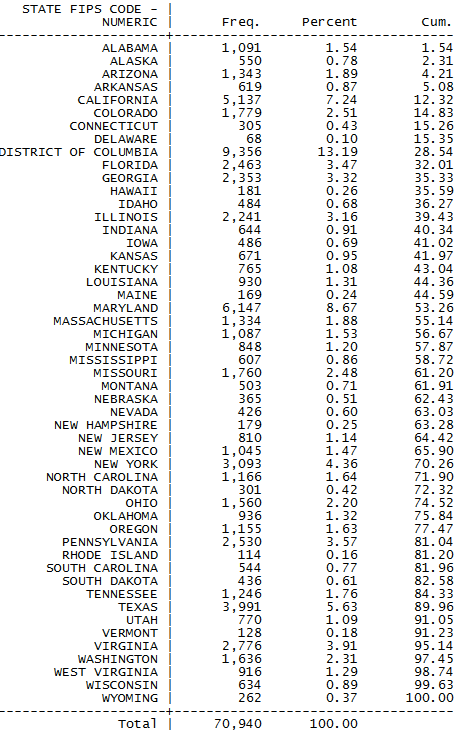 STATE FIPS CODE - |
NUMERIC | Freq. Percent Cum.
------------------+-----------------------------------
ALABAMA | 1,091 1.54 1.54
ALASKA | 550 0.78 2.31
ARIZONA | 1,343 1.89 4.21
ARKANSAS | 619 0.87 5.08
CALIFORNIA | 5,137 7.24 12.32
COLORADO | 1,779 2.51 14.83
CONNECTICUT | 305 0.43 15.26
DELAWARE | 68 0.10 15.35
DISTRICT OF COLUMBIA | 9,356 13.19 28.54
FLORIDA | 2,463 3.47 32.01
GEORGIA | 2,353 3.32 35.33
HAWAII | 181 0.26 35.59
IDAHO | 484 0.68 36.27
ILLINOIS | 2,241 3.16 39.43
INDIANA | 644 0.91 40.34
IOWA | 486 0.69 41.02
KANSAS | 671 0.95 41.97
KENTUCKY | 765 1.08 43.04
LOUISIANA | 930 1.31 44.36
MAINE | 169 0.24 44.59
MARYLAND | 6,147 8.67 53.26
MASSACHUSETTS | 1,334 1.88 55.14
MICHIGAN | 1,087 1.53 56.67
MINNESOTA | 848 1.20 57.87
MISSISSIPPI | 607 0.86 58.72
MISSOURI | 1,760 2.48 61.20
MONTANA | 503 0.71 61.91
NEBRASKA | 365 0.51 62.43
NEVADA | 426 0.60 63.03
NEW HAMPSHIRE | 179 0.25 63.28
NEW JERSEY | 810 1.14 64.42
NEW MEXICO | 1,045 1.47 65.90
NEW YORK | 3,093 4.36 70.26
NORTH CAROLINA | 1,166 1.64 71.90
NORTH DAKOTA | 301 0.42 72.32
OHIO | 1,560 2.20 74.52
OKLAHOMA | 936 1.32 75.84
OREGON | 1,155 1.63 77.47
PENNSYLVANIA | 2,530 3.57 81.04
RHODE ISLAND | 114 0.16 81.20
SOUTH CAROLINA | 544 0.77 81.96
SOUTH DAKOTA | 436 0.61 82.58
TENNESSEE | 1,246 1.76 84.33
TEXAS | 3,991 5.63 89.96
UTAH | 770 1.09 91.05
VERMONT | 128 0.18 91.23
VIRGINIA | 2,776 3.91 95.14
WASHINGTON | 1,636 2.31 97.45
WEST VIRGINIA | 916 1.29 98.74
WISCONSIN | 634 0.89 99.63
WYOMING | 262 0.37 100.00
------------------+-----------------------------------
Total | 70,940 100.00